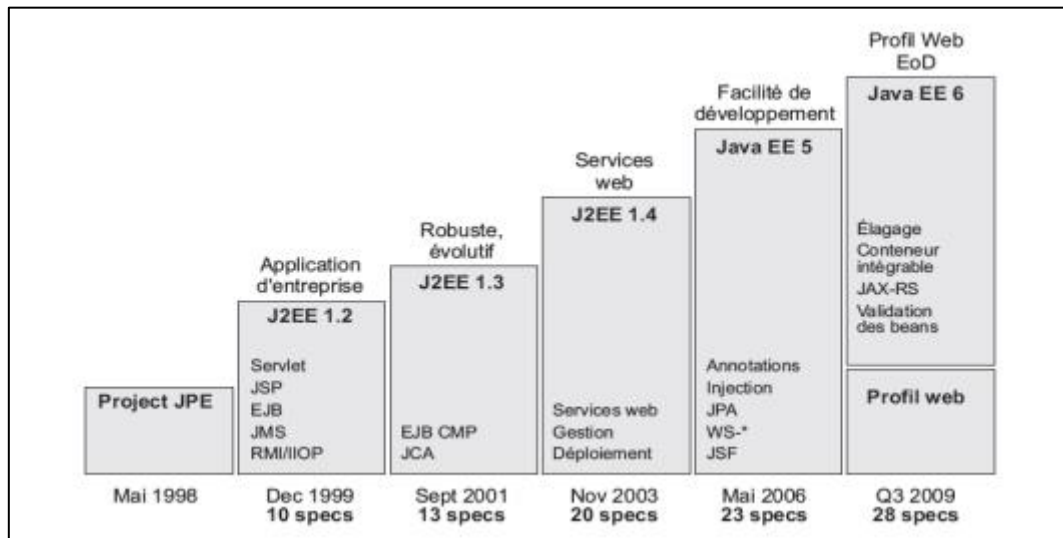 Project JPE
Mai 1998
Application
d'entreprise
J2EE 1.2
Servlet
JSP
EJB
JMS
RMI/IIOP
Dec 1999
10 specs
Robuste,
évolutif
J2EE 1.3
EJB CMP
JCA
Sept 2001
13 specs
Services
web
J2EE 1.4
Services web
Gestion
Déploiement
Nov 2003
20 specs
Facilité de
développement
Java EE 5
Annotations
Injection
JPA
WS-*
JSF
Mai 2006
23 specs
Profil Web
EoD
Java EE 6
Élagage
Conteneur
intégrable
JAX-RS
Validation
des beans
Profil web
Q3 2009
28 specs